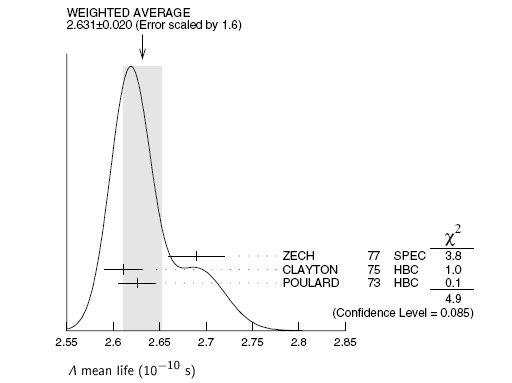 WEIGHTED AVERAGE
2.631±0.020 (Error scaled by 1.6)
χ2
ZECH 77 SPEC 3.8
CLAYTON 75 HBC 1.0
POULARD 73 HBC 0.1
4.9
(Confidence Level = 0.085)
2.55 2.6 2.65 2.7 2.75 2.8 2.85
Λ mean life (10−10 s)